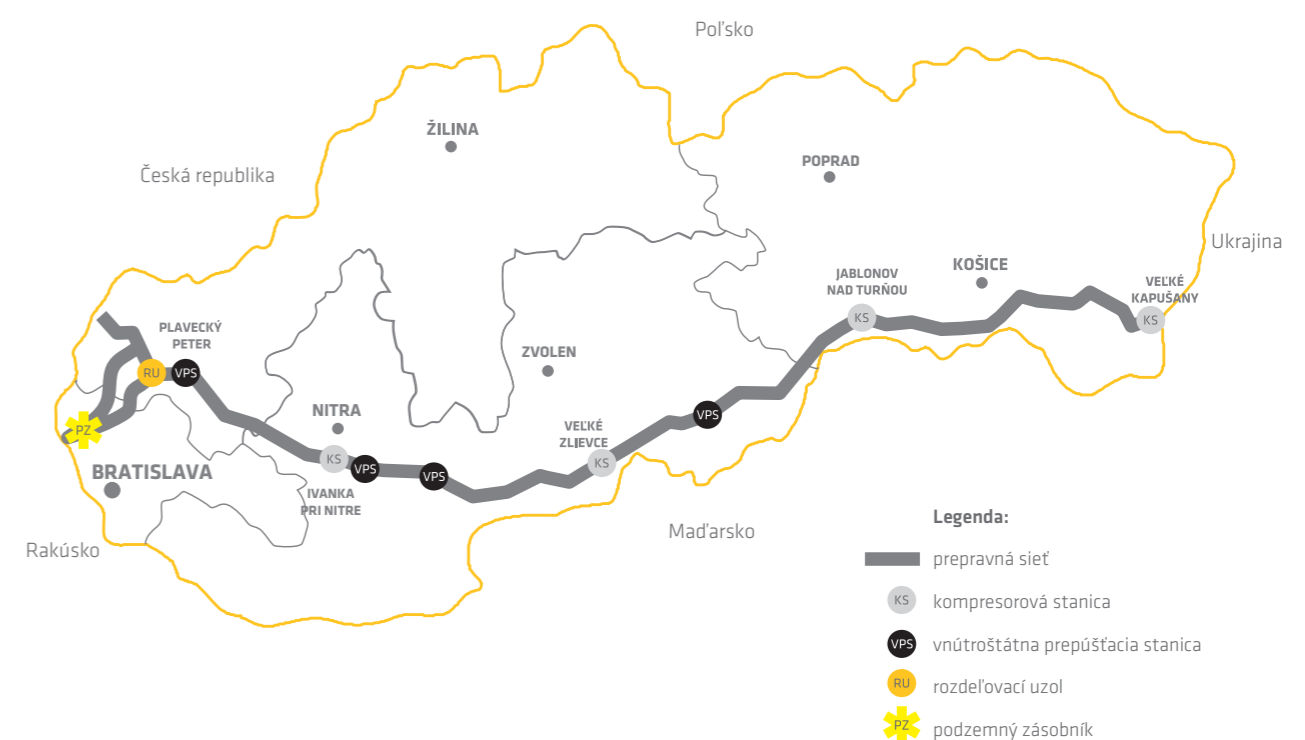 Poľsko
ŽILINA
POPRAD
Česká republika
Ukrajina
KOŠICE
JABLONOV
NAD TURŇOU
VEĽKÉ
KAPUŠANY
KS
KS
PLAVECKÝ
PETER
RU
VPS
ZVOLEN
NITRA
VPS
VEĽKÉ
ZLIEVCE
PZ
KS
KS
VPS
VPS
BRATISLAVA
IVANKA
PRI NITRE
Maďarsko
Rakúsko
Legenda:
prepravná sieť
KS kompresorová stanica
VPS vnútroštátna prepúšťacia stanica
RU rozdeľovací uzol
PZ podzemný zásobník